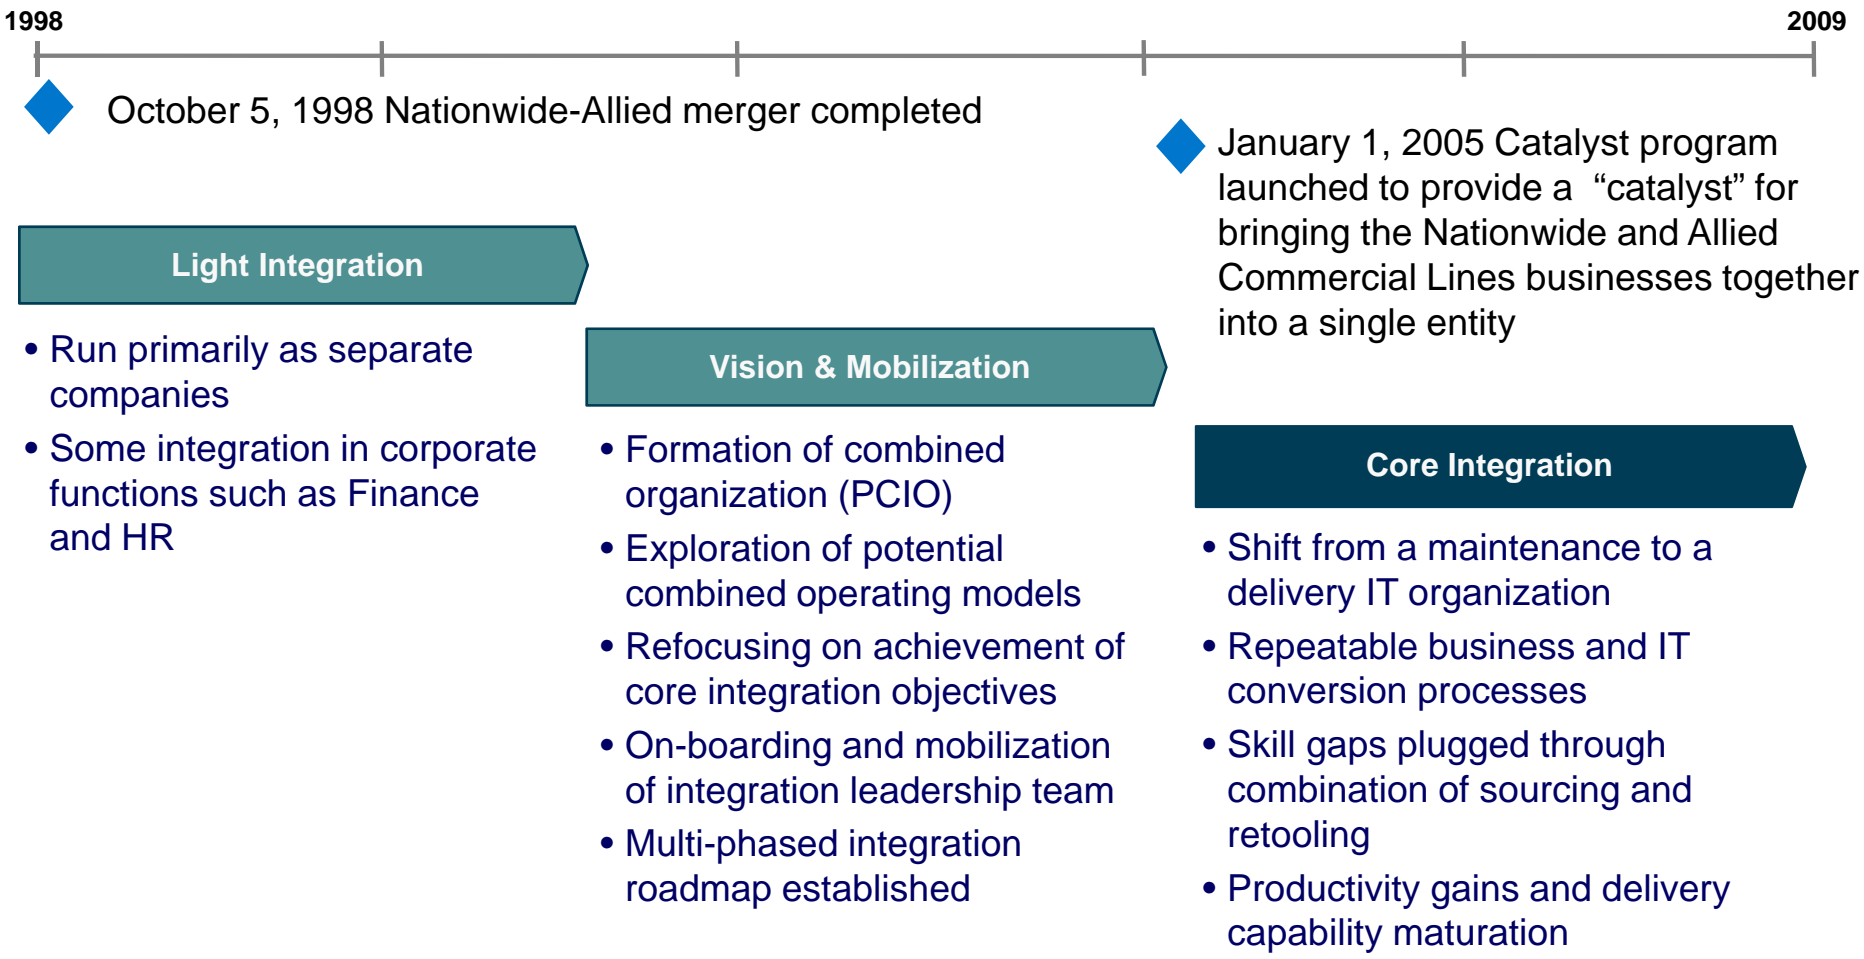 1998
2009
October 5, 1998 Nationwide-Allied merger completed
January 1, 2005 Catalyst program
launched to provide a “catalyst” for
bringing the Nationwide and Allied
Commercial Lines businesses together
into a single entity
Light Integration
• Run primarily as separate
companies
• Some integration in corporate
functions such as Finance
and HR
Vision & Mobilization
• Formation of combined
organization (PCIO)
• Exploration of potential
combined operating models
• Refocusing on achievement of
core integration objectives
• On-boarding and mobilization
of integration leadership team
• Multi-phased integration
roadmap established
Core Integration
• Shift from a maintenance to a
delivery IT organization
• Repeatable business and IT
conversion processes
• Skill gaps plugged through
combination of sourcing and
retooling
• Productivity gains and delivery
capability maturation